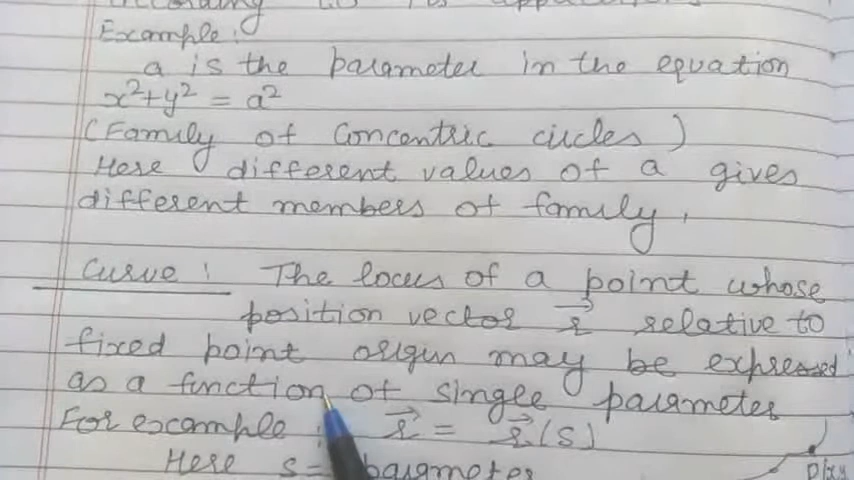 Example:
a is the parameter in the equation
x²+y² = a²
(Family of Concentric circles)
Here different values of a gives
different members of family.
Curve: The locus of a point whose
position vector r⃗ relative to
fixed point origin may be expressed
as a function of single parameter
For example: r⃗ = r⃗(s)
Here s= parameter